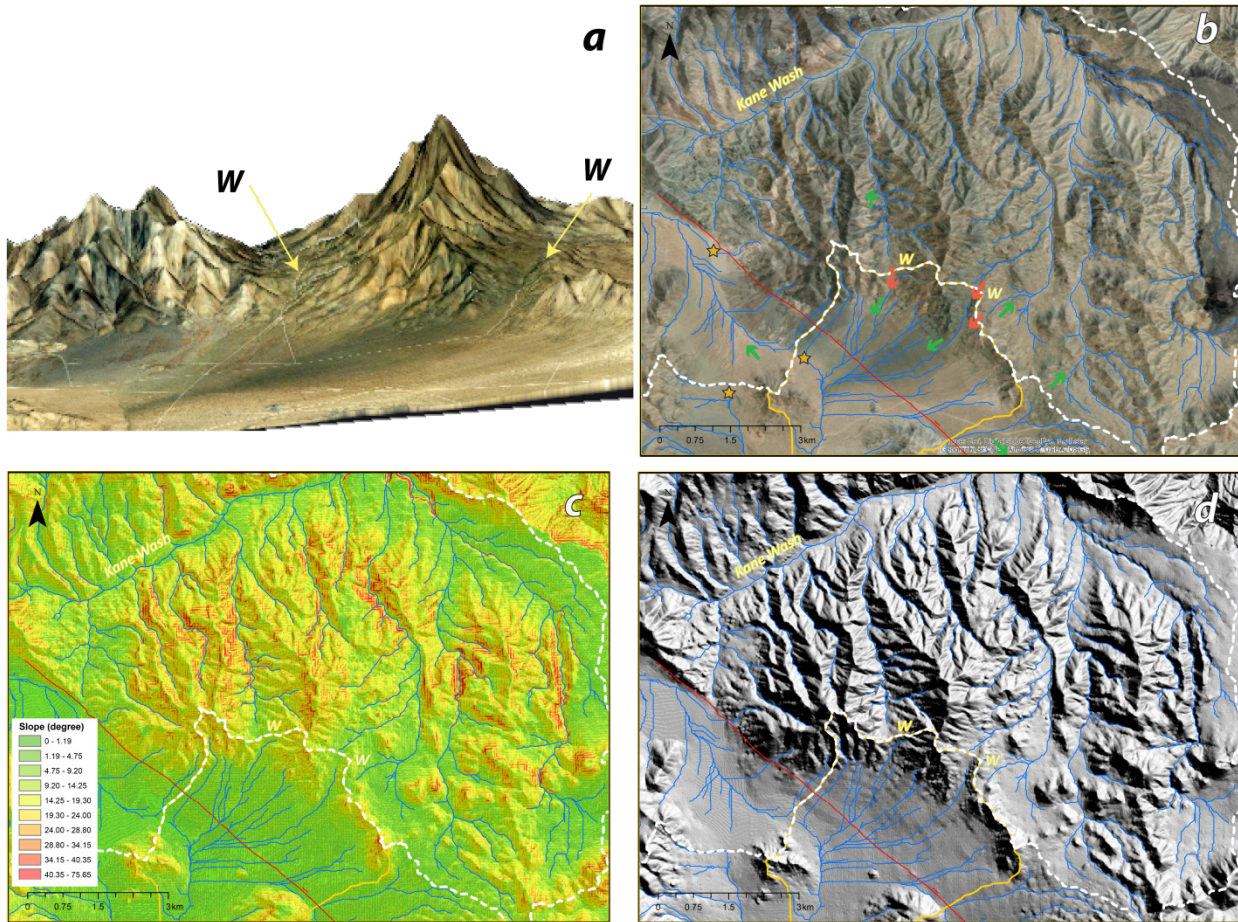 a
W
W
b
N
Kane Wash
W
W
0 0.75 1.5 3km
c
N
Kane Wash
W
W
Slope (degree)
0 - 1.19
1.19 - 4.75
4.75 - 9.20
9.20 - 14.25
14.25 - 19.30
19.30 - 24.00
24.00 - 28.80
28.80 - 34.15
34.15 - 40.35
40.35 - 75.65
0 0.75 1.5 3km
d
N
Kane Wash
W
W
0 0.75 1.5 3km